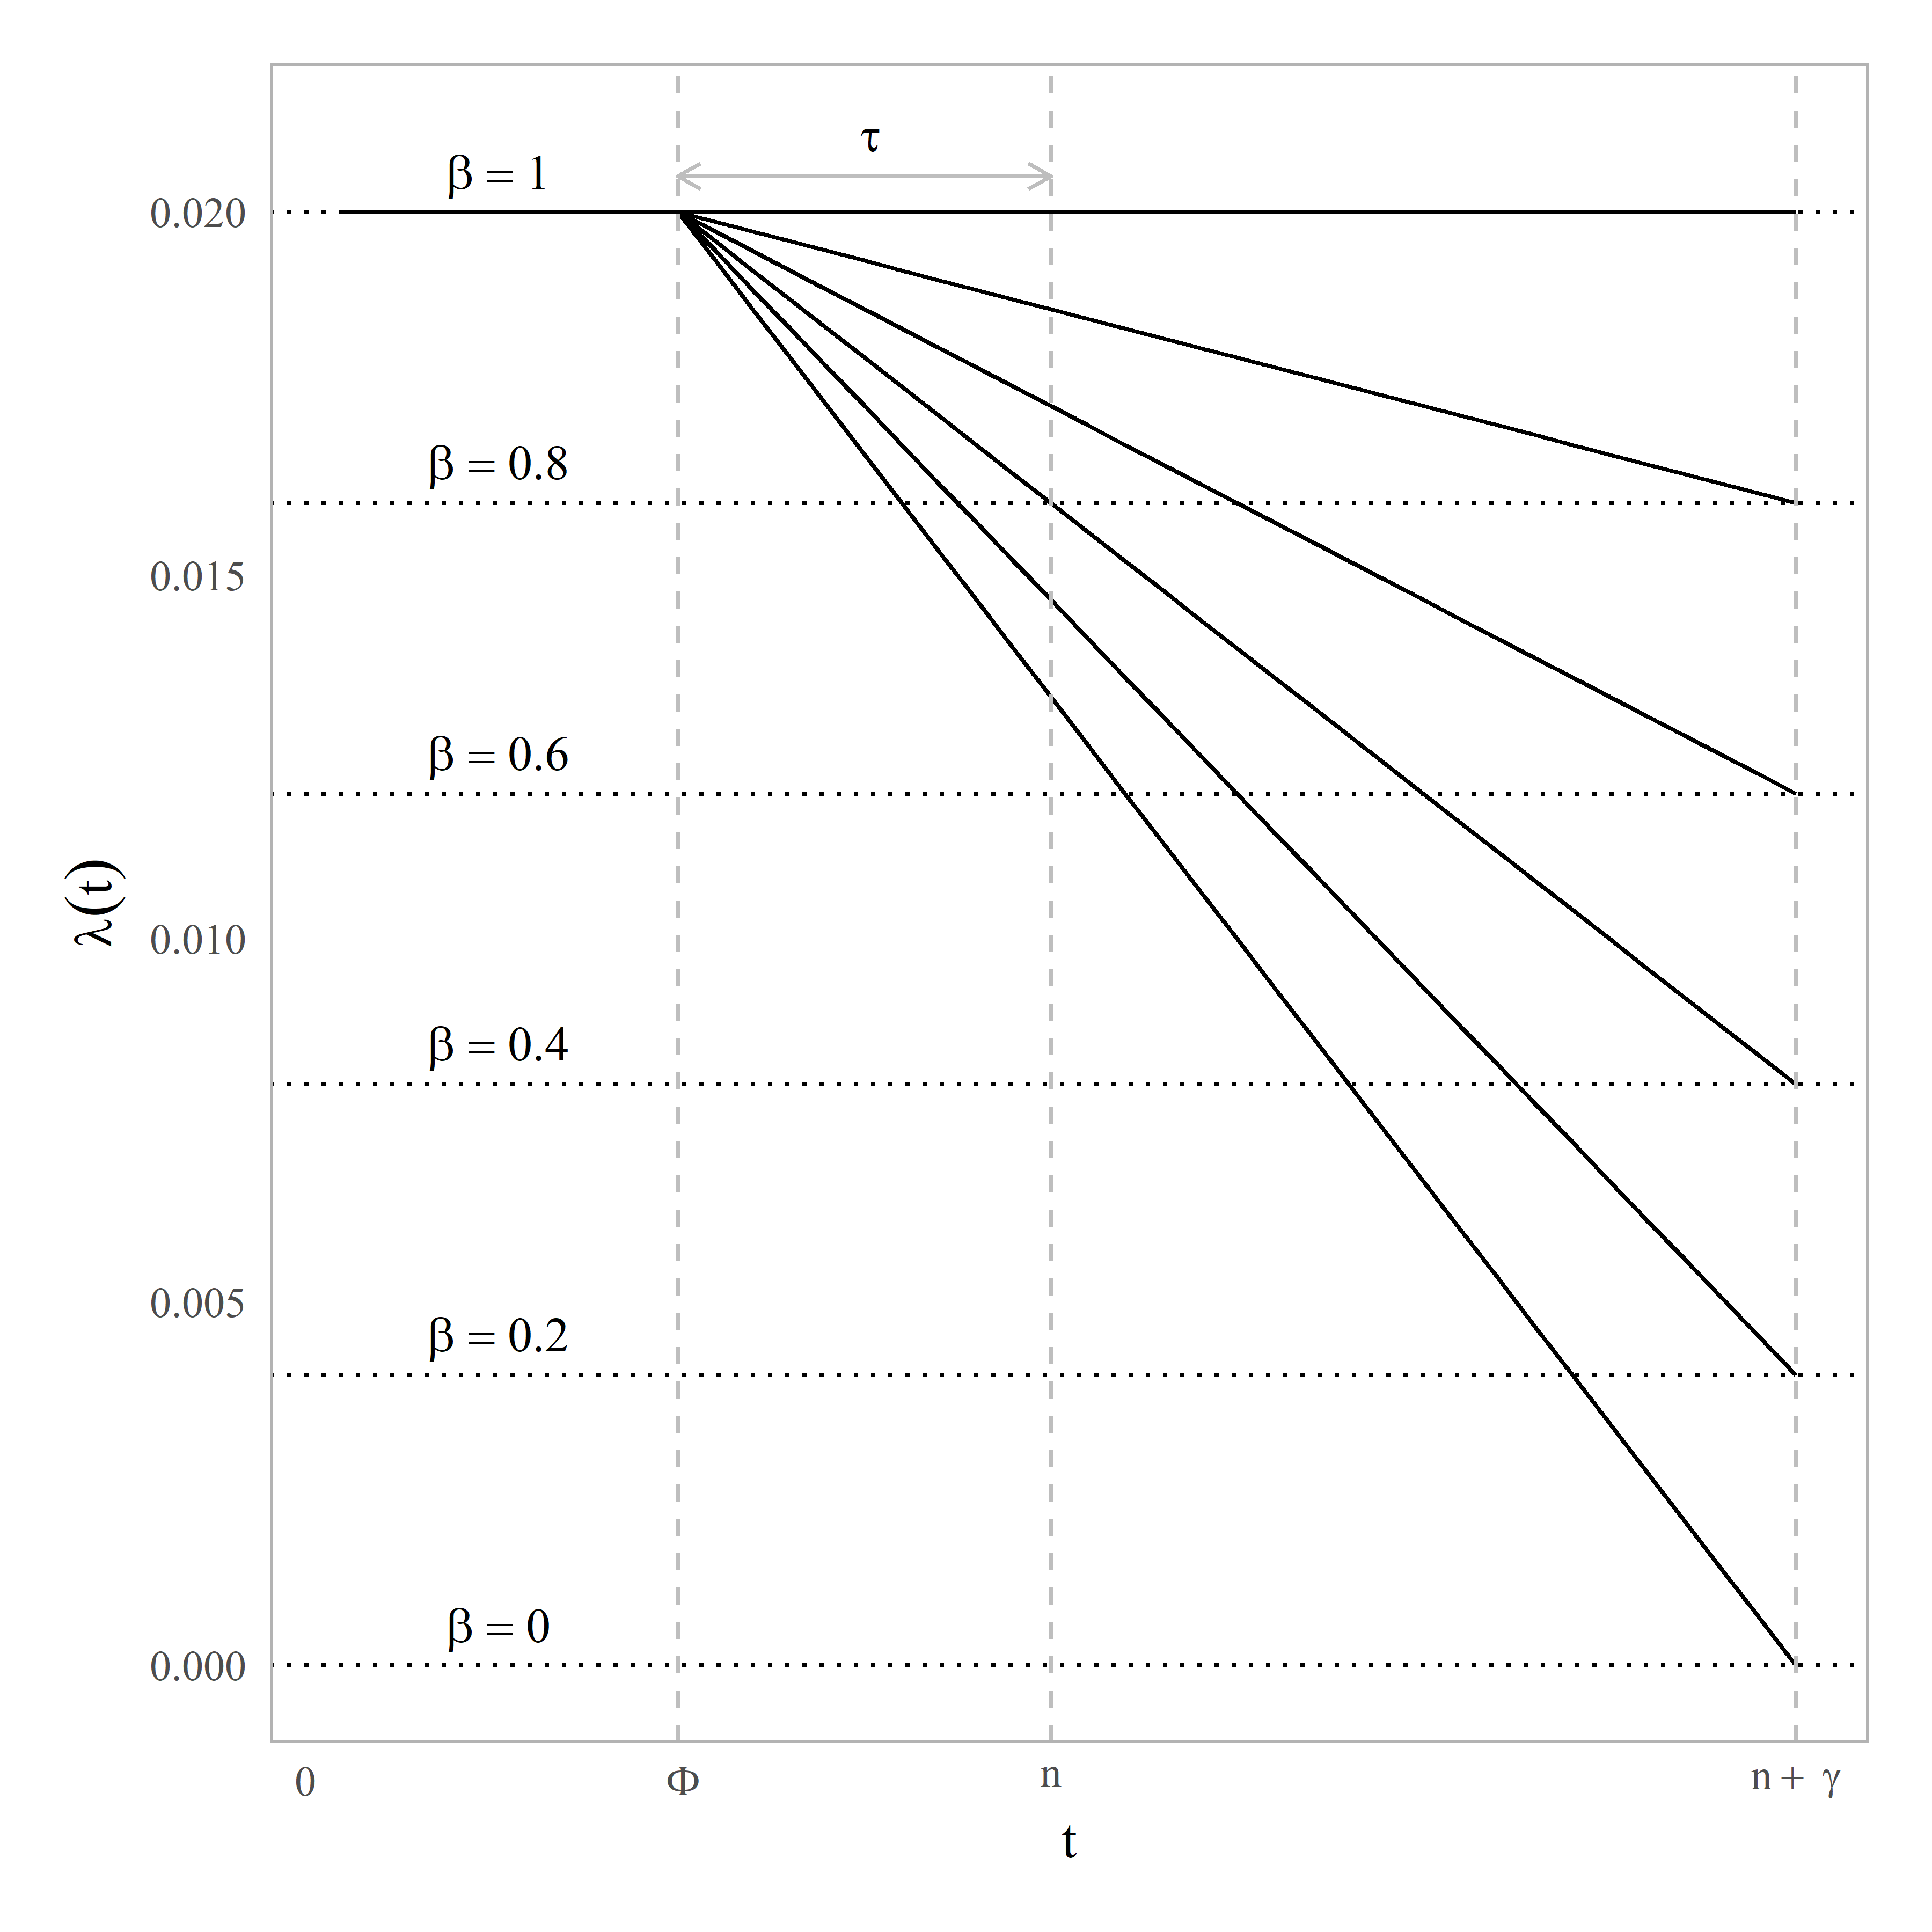 τ
β = 1
0.020
β = 0.8
0.015
β = 0.6
λ(t)
0.010
β = 0.4
0.005
β = 0.2
β = 0
0.000
0 Φ n n + γ
t